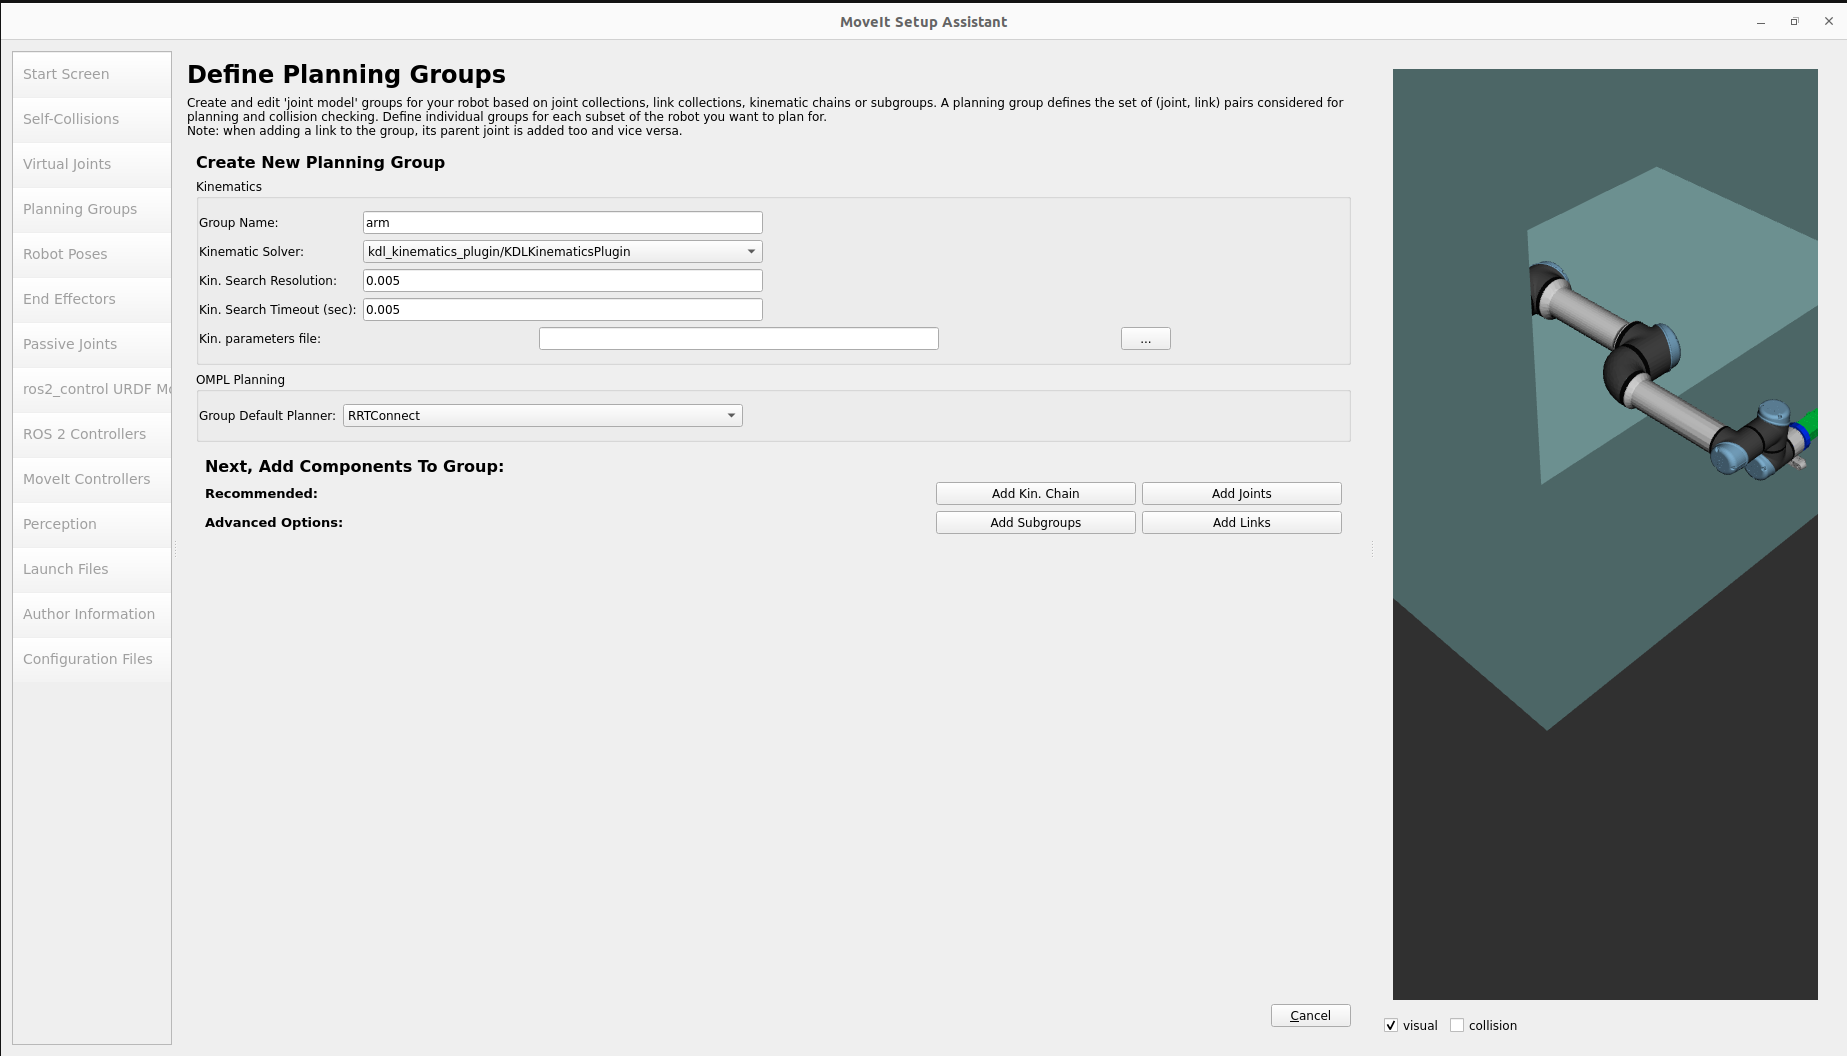 MoveIt Setup Assistant
Start Screen
Self-Collisions
Virtual Joints
Planning Groups
Robot Poses
End Effectors
Passive Joints
ros2_control URDF Mo
ROS 2 Controllers
MoveIt Controllers
Perception
Launch Files
Author Information
Configuration Files
Define Planning Groups
Create and edit 'joint model' groups for your robot based on joint collections, link collections, kinematic chains or subgroups. A planning group defines the set of (joint, link) pairs considered for
planning and collision checking. Define individual groups for each subset of the robot you want to plan for.
Note: when adding a link to the group, its parent joint is added too and vice versa.
Create New Planning Group
Kinematics
Group Name: arm
Kinematic Solver: kdl_kinematics_plugin/KDLKinematicsPlugin
Kin. Search Resolution: 0.005
Kin. Search Timeout (sec): 0.005
Kin. parameters file: ...
OMPL Planning
Group Default Planner: RRTConnect
Next, Add Components To Group:
Recommended: Add Kin. Chain Add Joints
Advanced Options: Add Subgroups Add Links
Cancel
visual collision